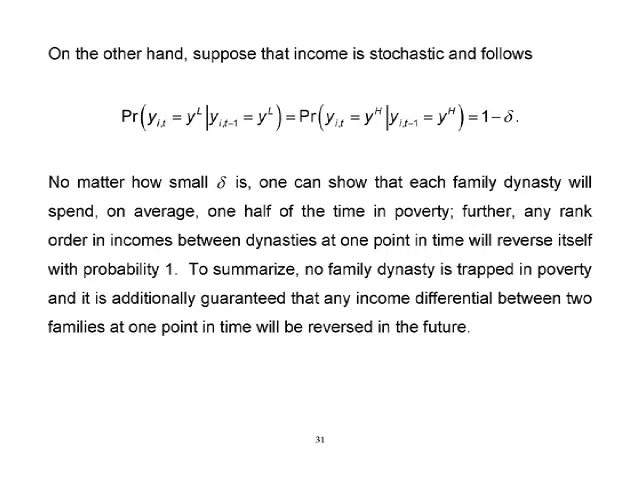 On the other hand, suppose that income is stochastic and follows
Pr(y_{i,t} = y^L | y_{i,t−1} = y^L) = Pr(y_{i,t} = y^H | y_{i,t−1} = y^H) = 1 − δ.
No matter how small δ is, one can show that each family dynasty will
spend, on average, one half of the time in poverty; further, any rank
order in incomes between dynasties at one point in time will reverse itself
with probability 1. To summarize, no family dynasty is trapped in poverty
and it is additionally guaranteed that any income differential between two
families at one point in time will be reversed in the future.
31